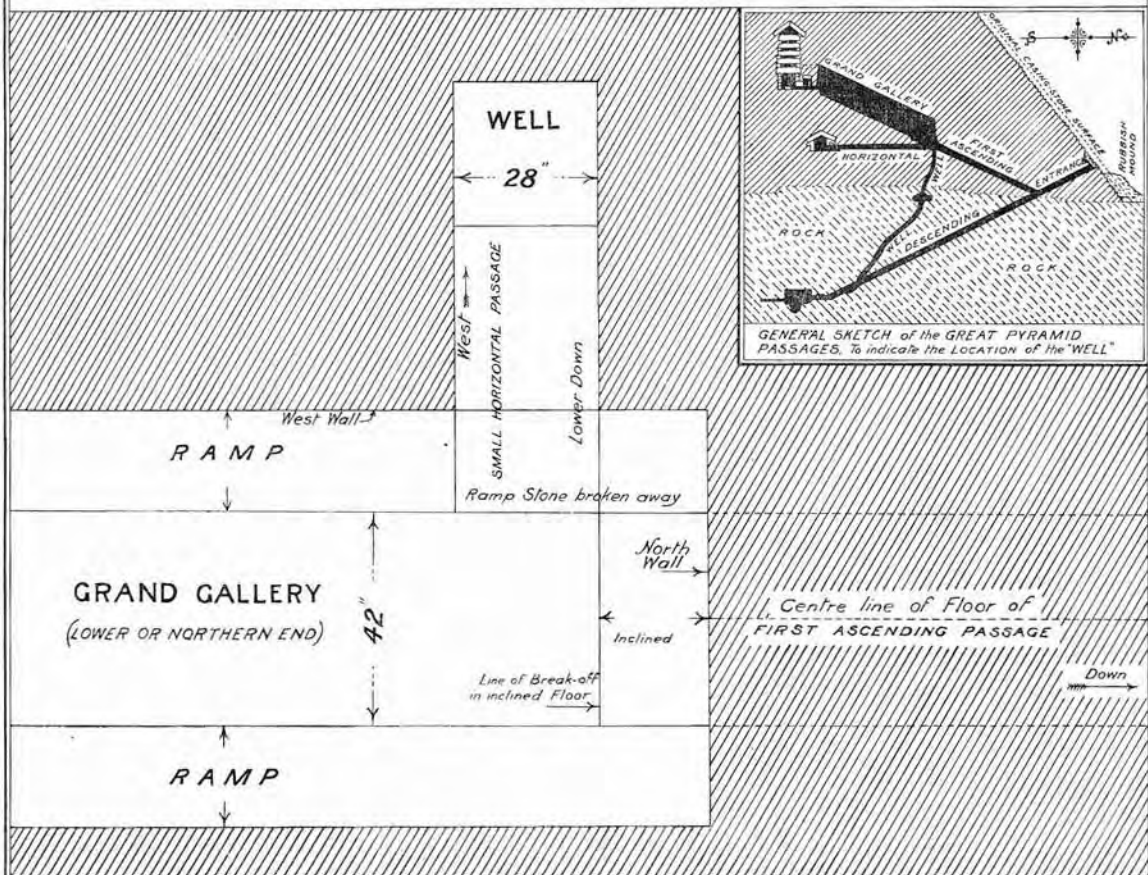 WELL
28"
West
SMALL HORIZONTAL PASSAGE
Lower Down
West Wall
RAMP
Ramp Stone broken away
GRAND GALLERY
(LOWER OR NORTHERN END)
42"
North
Wall
Inclined
Line of Break-off
in inclined Floor
Centre line of Floor of
FIRST ASCENDING PASSAGE
Down
RAMP
S
N
ORIGINAL CASING-STONE SURFACE
RUBBISH
MOUND
GRAND GALLERY
HORIZONTAL
FIRST
ASCENDING
ENTRANCE
WELL
WELL
DESCENDING
ROCK
ROCK
GENERAL SKETCH of the GREAT PYRAMID
PASSAGES, To indicate the LOCATION of the "WELL"